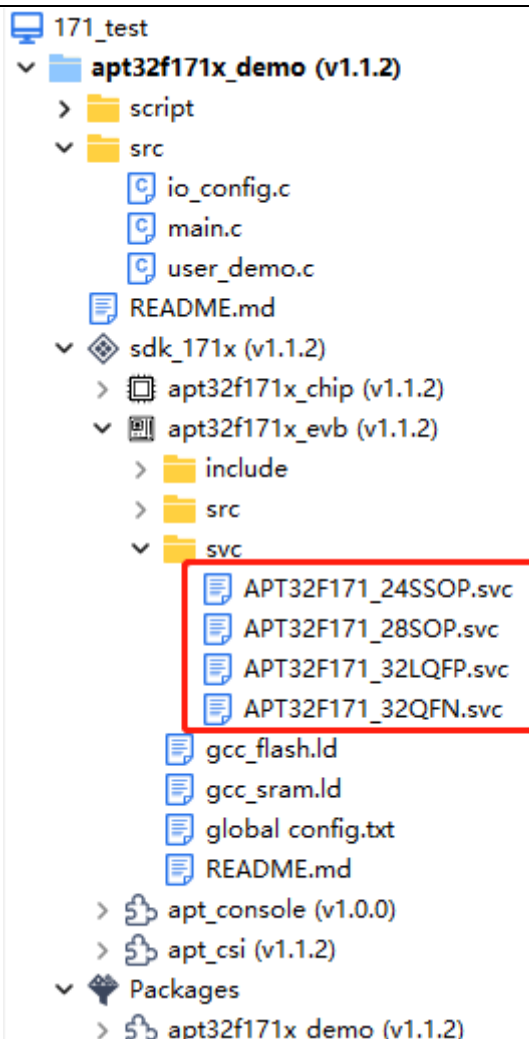 171_test
apt32f171x_demo (v1.1.2)
script
src
io_config.c
main.c
user_demo.c
README.md
sdk_171x (v1.1.2)
apt32f171x_chip (v1.1.2)
apt32f171x_evb (v1.1.2)
include
src
svc
APT32F171_24SSOP.svc
APT32F171_28SOP.svc
APT32F171_32LQFP.svc
APT32F171_32QFN.svc
gcc_flash.ld
gcc_sram.ld
global config.txt
README.md
apt_console (v1.0.0)
apt_csi (v1.1.2)
Packages
apt32f171x_demo (v1.1.2)